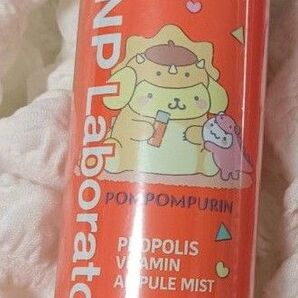 NP Laborato
POMPOMPURIN
PROPOLIS
VITAMIN
AMPULE MIST